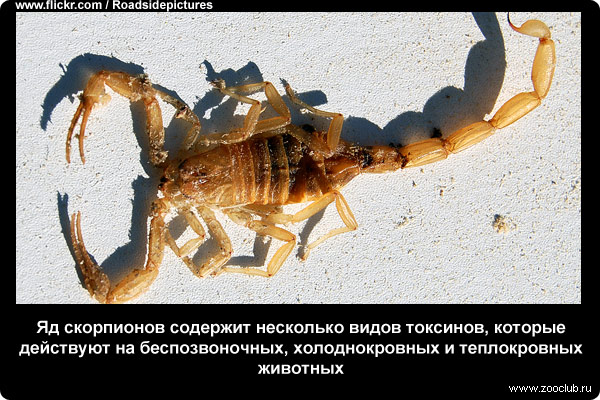 www.flickr.com / Roadsidepictures
Яд скорпионов содержит несколько видов токсинов, которые
действуют на беспозвоночных, холоднокровных и теплокровных
животных
www.zooclub.ru